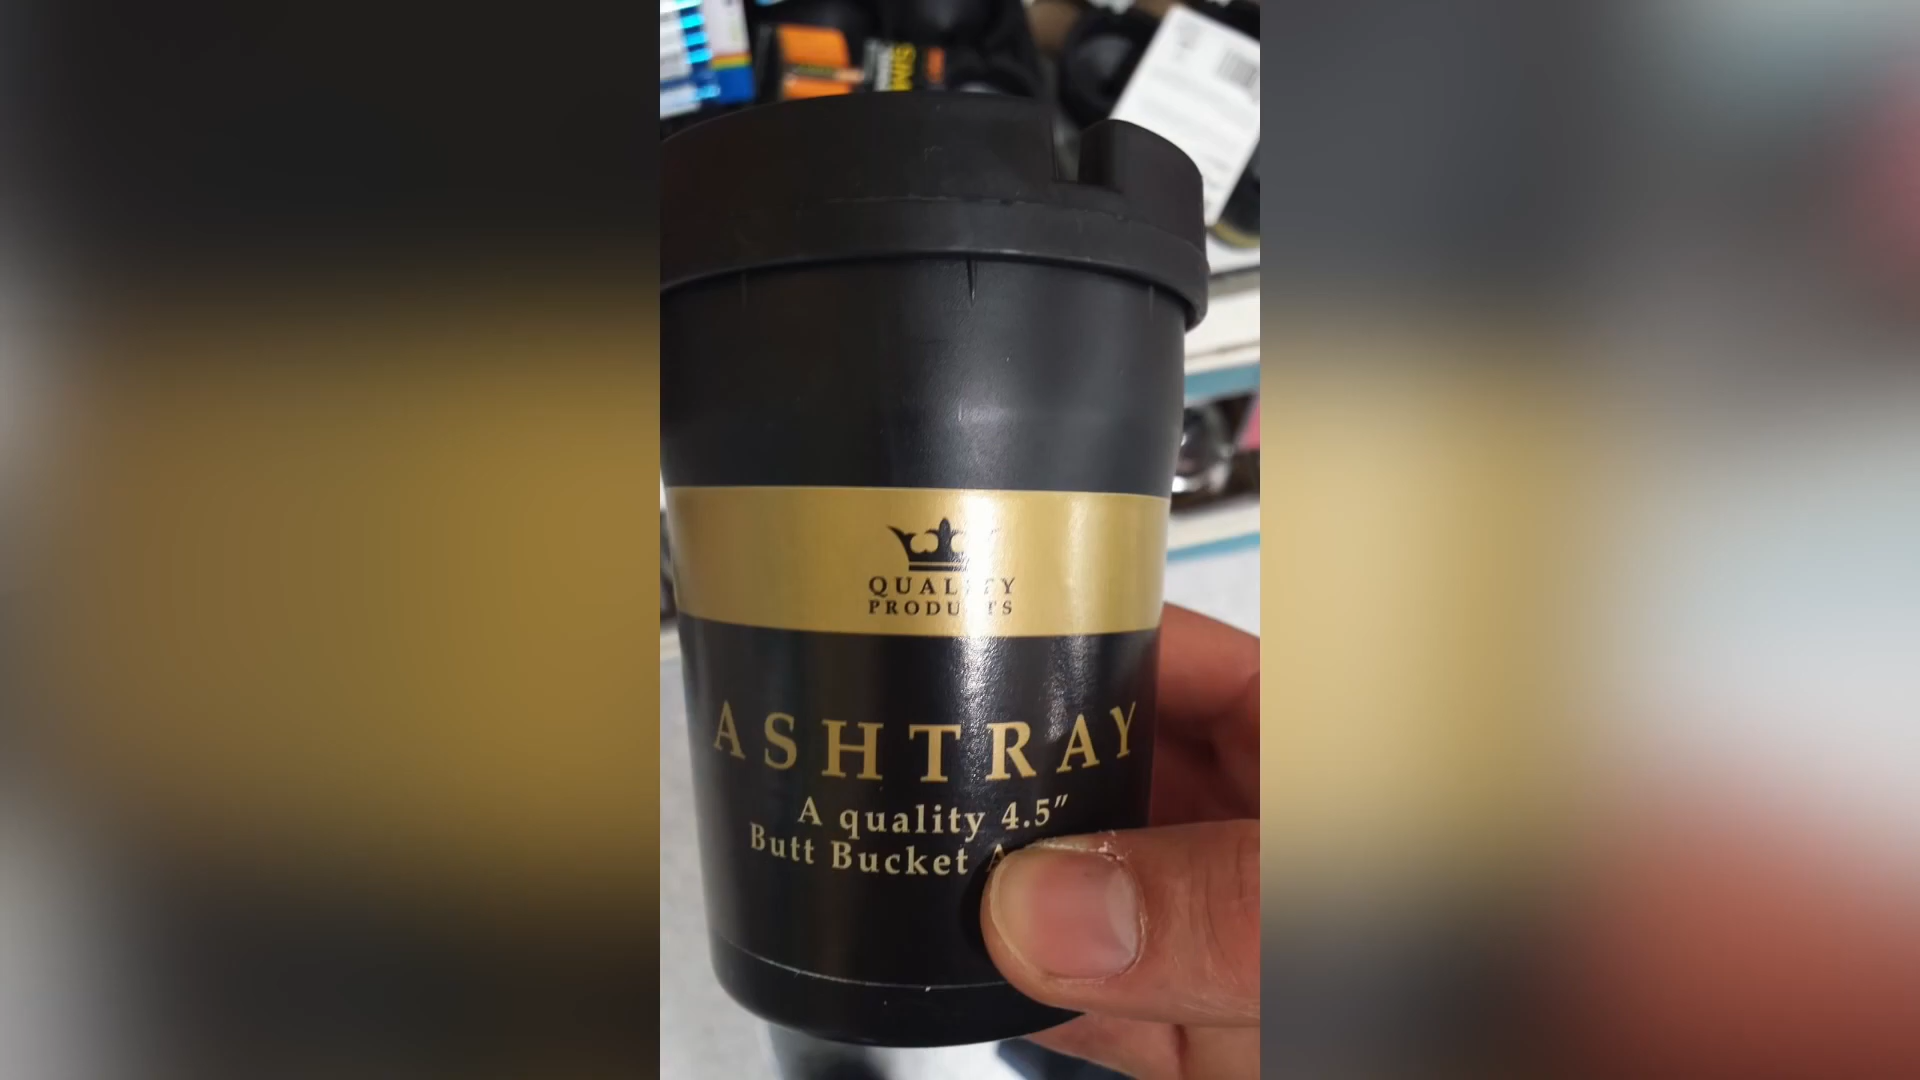 QUALITY
PRODUCTS
ASHTRAY
A quality 4.5"
Butt Bucket